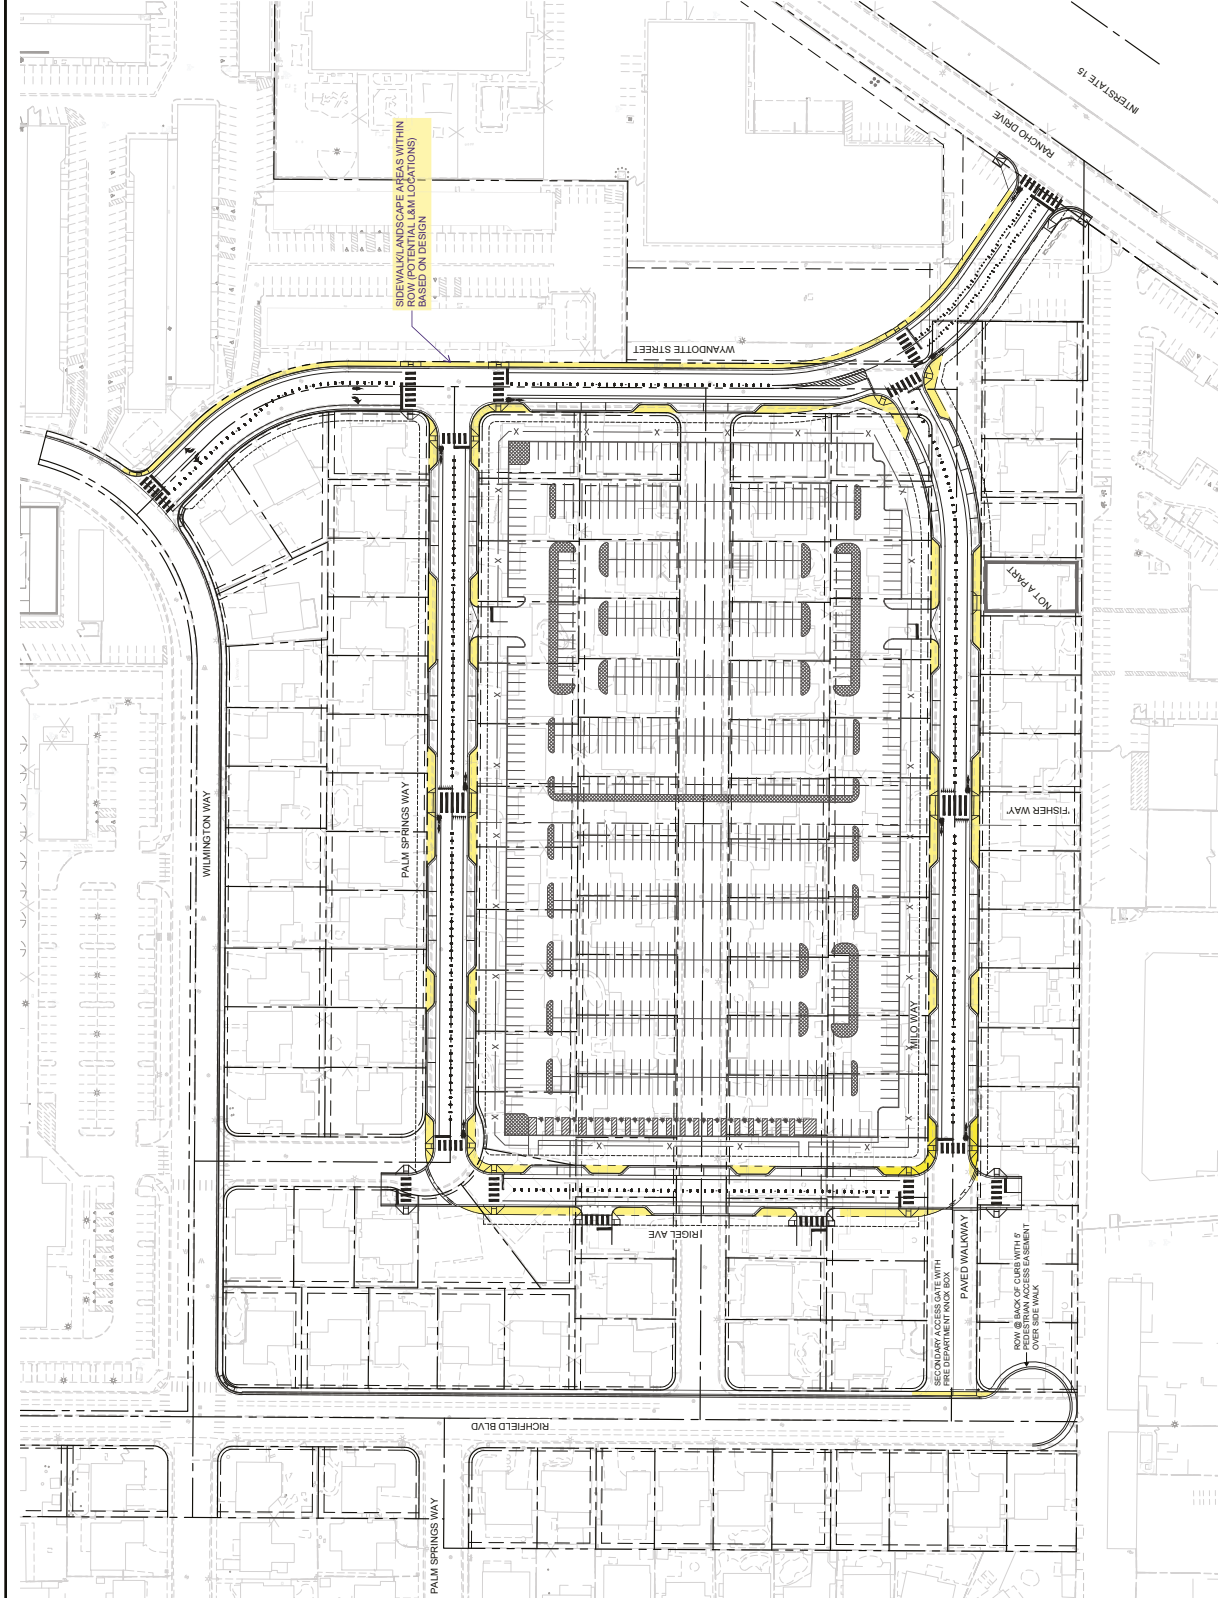 INTERSTATE 15
RANCHO DRIVE
SIDEWALK/LANDSCAPE AREAS WITHIN
ROW (POTENTIAL L&M LOCATIONS)
BASED ON DESIGN
WYANDOTTE STREET
NOT A PART
WILMINGTON WAY
PALM SPRINGS WAY
FISHER WAY
MILO WAY
RIGEL AVE
SECONDARY ACCESS GATE WITH
FIRE DEPARTMENT KNOX BOX
PAVED WALKWAY
ROW @ BACK OF CURB WITH 5'
PEDESTRIAN ACCESS EASEMENT
OVER SIDE WALK
RICHFIELD BLVD
PALM SPRINGS WAY